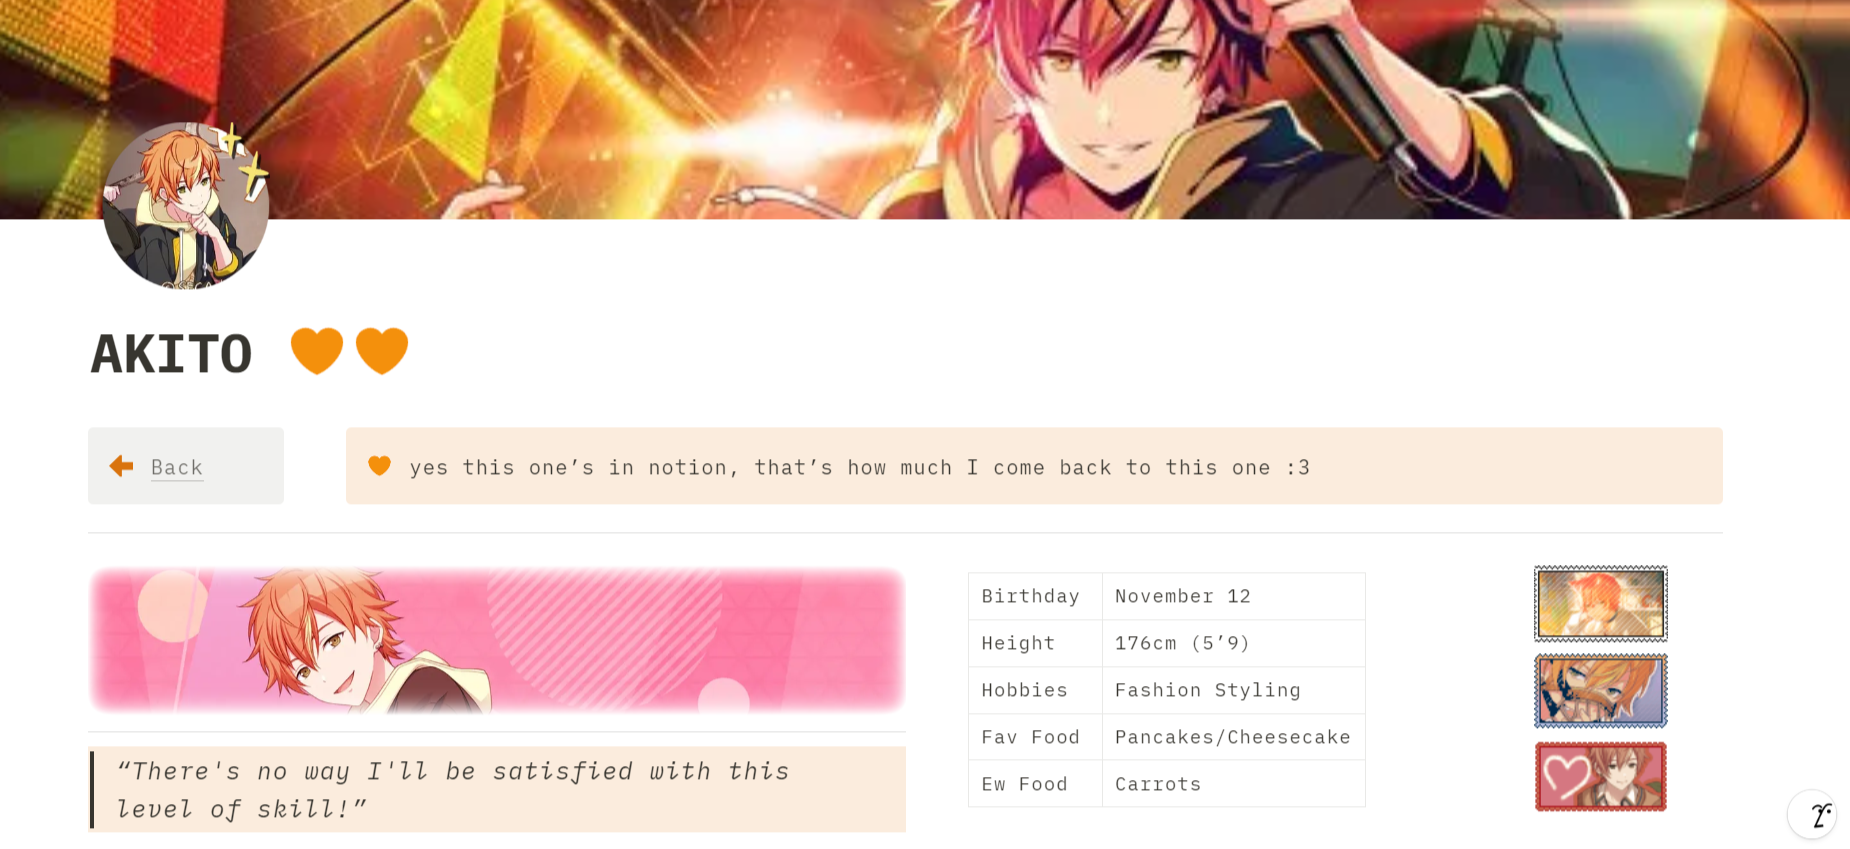 AKITO 🧡🧡
Back
yes this one’s in notion, that’s how much I come back to this one :3
“There's no way I'll be satisfied with this
level of skill!”
Birthday November 12
Height 176cm (5’9)
Hobbies Fashion Styling
Fav Food Pancakes/Cheesecake
Ew Food Carrots